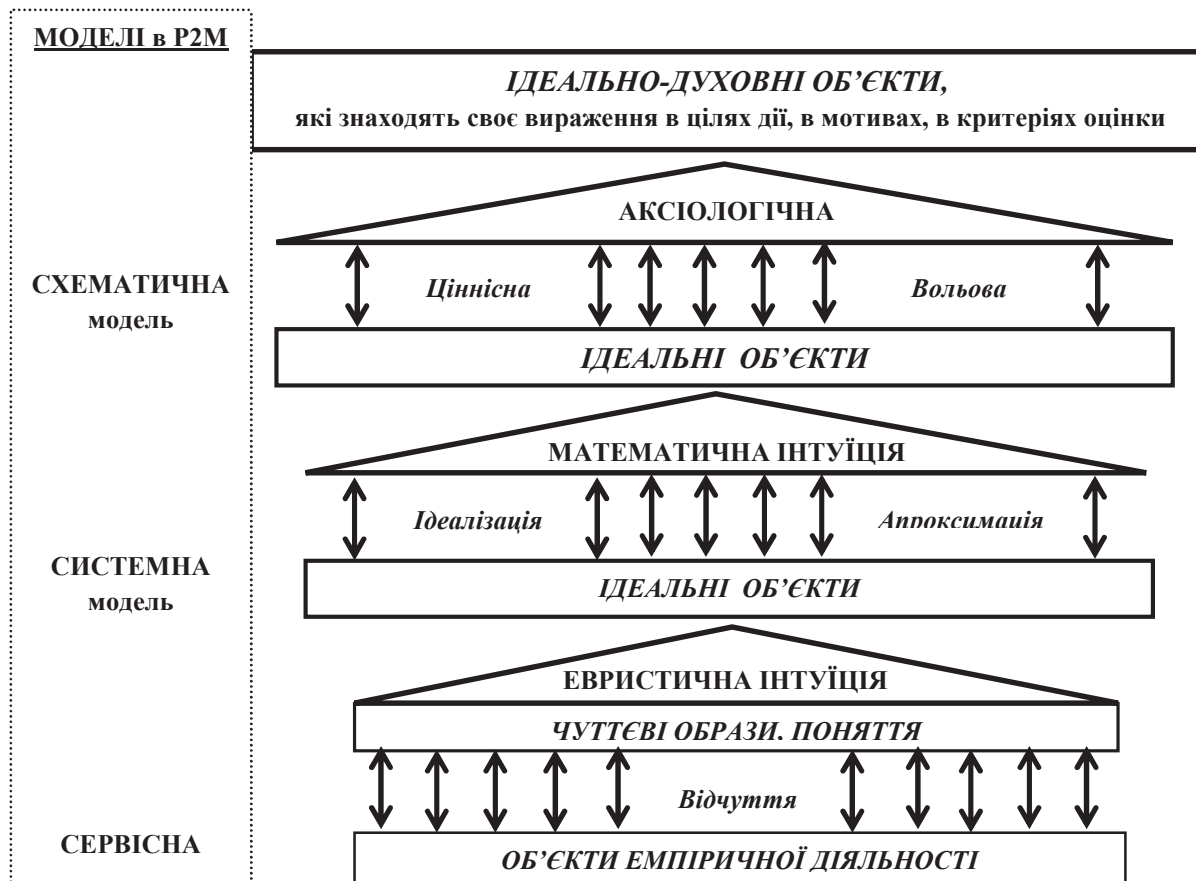 МОДЕЛІ в P2M
ІДЕАЛЬНО-ДУХОВНІ ОБ’ЄКТИ,
які знаходять своє вираження в цілях дії, в мотивах, в критеріях оцінки
АКСІОЛОГІЧНА
СХЕМАТИЧНА
модель
Ціннісна
Вольова
ІДЕАЛЬНІ ОБ’ЄКТИ
МАТЕМАТИЧНА ІНТУЇЦІЯ
Ідеалізація
Апроксимація
СИСТЕМНА
модель
ІДЕАЛЬНІ ОБ’ЄКТИ
ЕВРИСТИЧНА ІНТУЇЦІЯ
ЧУТТЄВІ ОБРАЗИ. ПОНЯТТЯ
Відчуття
СЕРВІСНА
ОБ’ЄКТИ ЕМПІРИЧНОЇ ДІЯЛЬНОСТІ